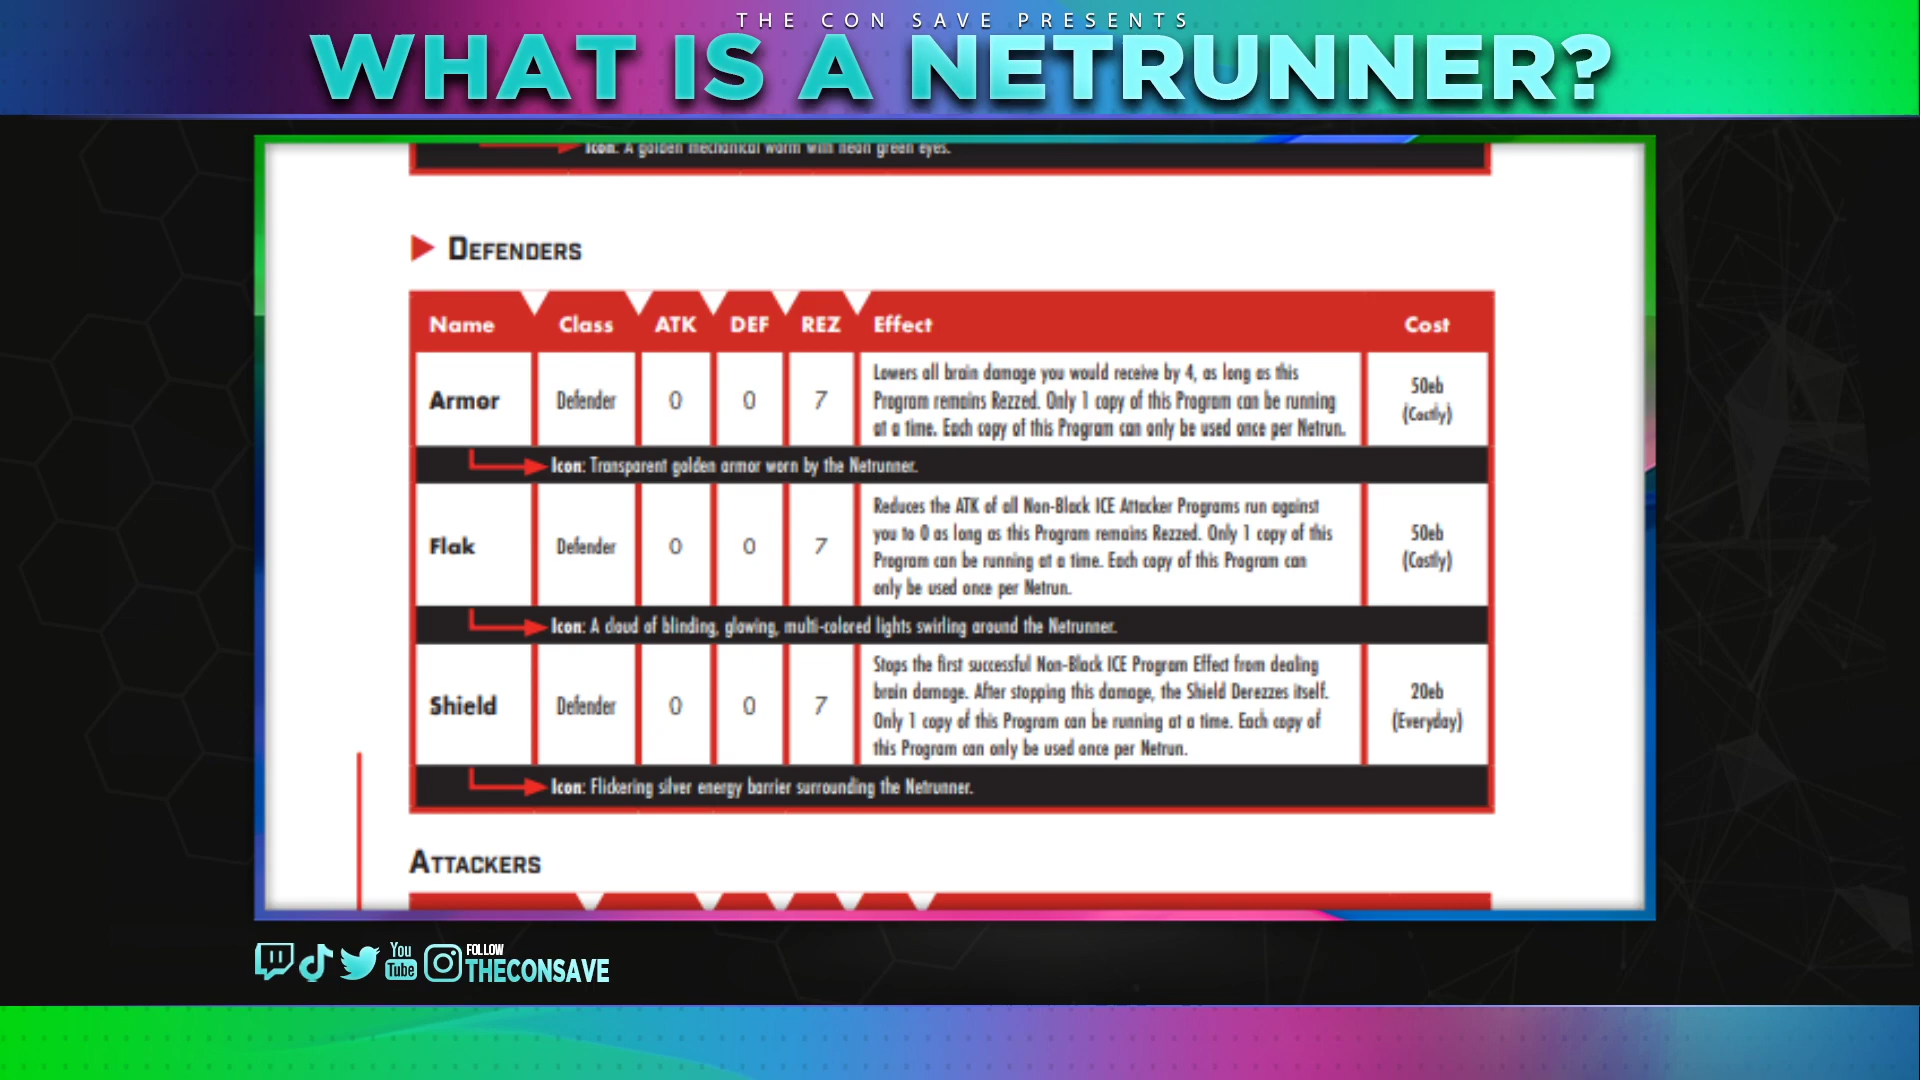 THE CON SAVE PRESENTS
WHAT IS A NETRUNNER?
Icon: A golden mechanical worm with neon green eyes.
DEFENDERS
Name Class ATK DEF REZ Effect Cost
Armor Defender 0 0 7
Lowers all brain damage you would receive by 4, as long as this
Program remains Rezzed. Only 1 copy of this Program can be running
at a time. Each copy of this Program can only be used once per Netrun.
50eb
(Costly)
Icon: Transparent golden armor worn by the Netrunner.
Flak Defender 0 0 7
Reduces the ATK of all Non-Black ICE Attacker Programs run against
you to 0 as long as this Program remains Rezzed. Only 1 copy of this
Program can be running at a time. Each copy of this Program can
only be used once per Netrun.
50eb
(Costly)
Icon: A cloud of blinding, glowing, multi-colored lights swirling around the Netrunner.
Shield Defender 0 0 7
Stops the first successful Non-Black ICE Program Effect from dealing
brain damage. After stopping this damage, the Shield Derezzes itself.
Only 1 copy of this Program can be running at a time. Each copy of
this Program can only be used once per Netrun.
20eb
(Everyday)
Icon: Flickering silver energy barrier surrounding the Netrunner.
ATTACKERS
You
Tube
FOLLOW
THECONSAVE